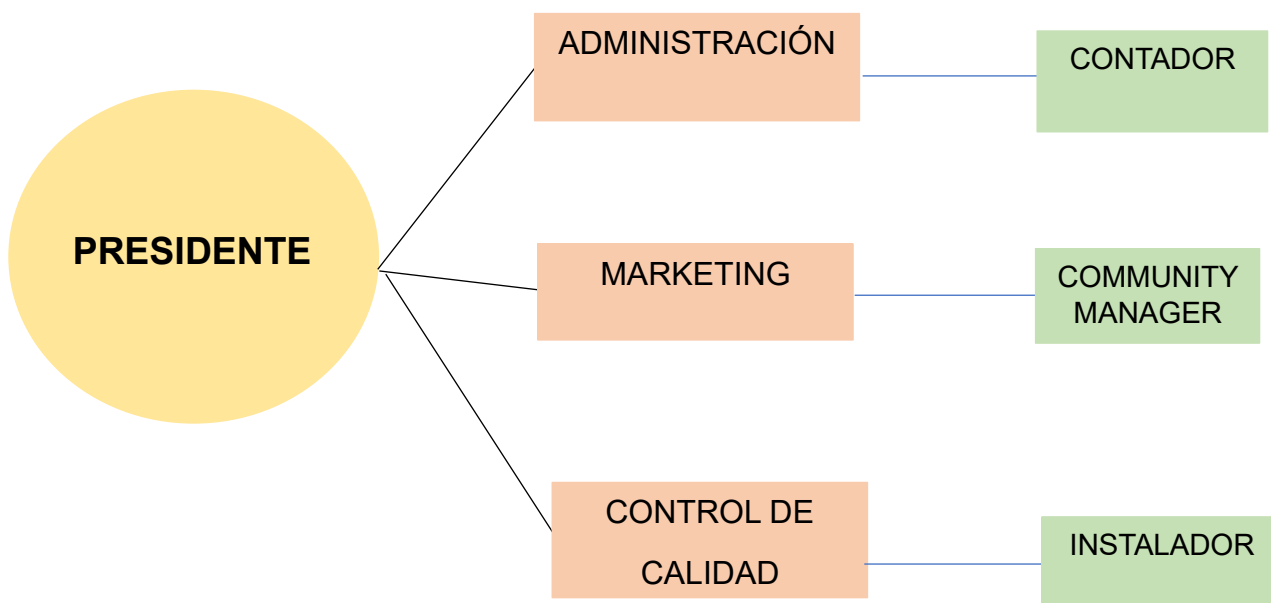 ADMINISTRACIÓN
CONTADOR
PRESIDENTE
MARKETING
COMMUNITY
MANAGER
CONTROL DE
CALIDAD
INSTALADOR